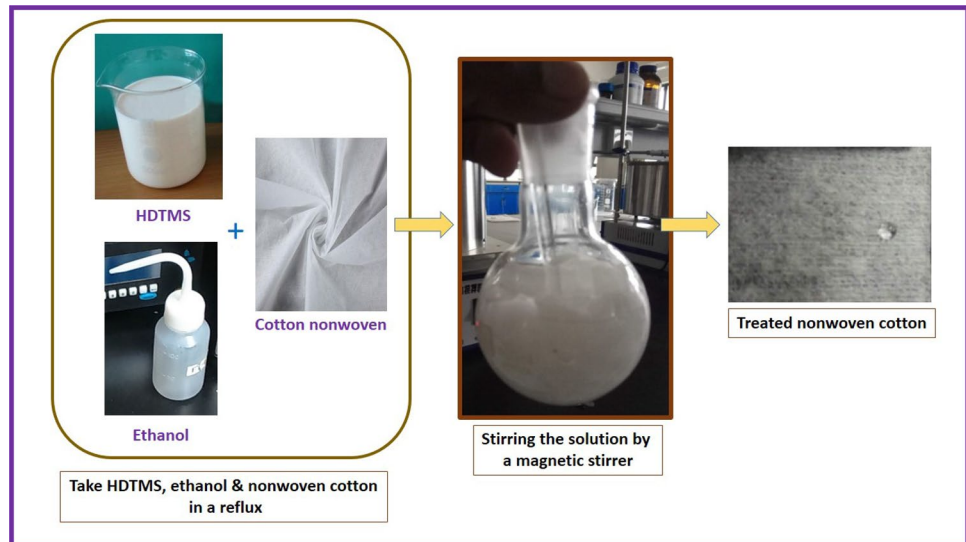 HDTMS
+
Cotton nonwoven
Ethanol
Take HDTMS, ethanol & nonwoven cotton
in a reflux
Stirring the solution by
a magnetic stirrer
Treated nonwoven cotton